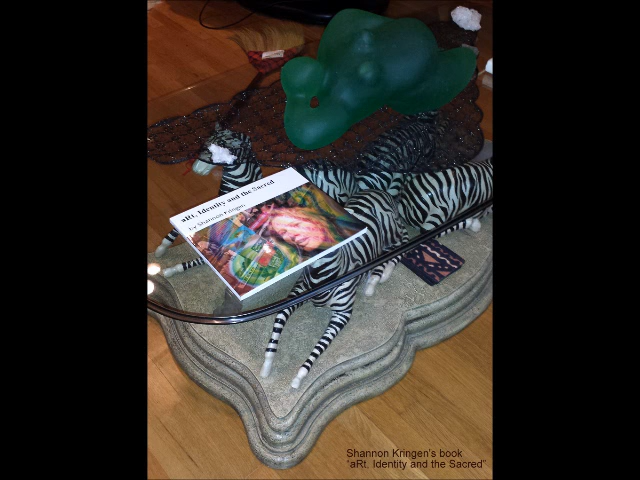 aRt. Identity and the Sacred
by Shannon Kringen
Shannon Kringen's book
"aRt. Identity and the Sacred"